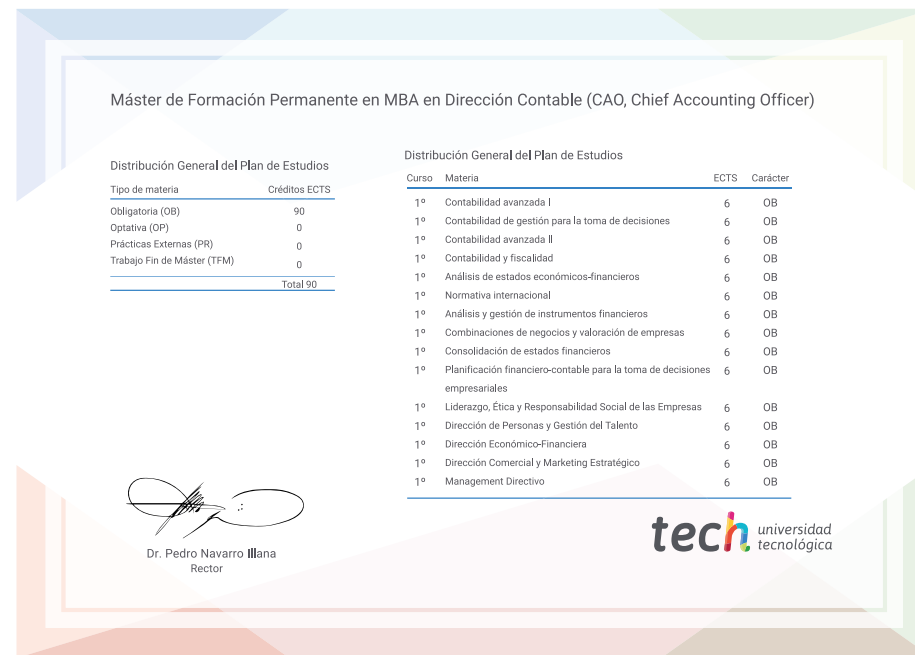 Máster de Formación Permanente en MBA en Dirección Contable (CAO, Chief Accounting Officer)
Distribución General del Plan de Estudios
Tipo de materia Créditos ECTS
Obligatoria (OB) 90
Optativa (OP) 0
Prácticas Externas (PR) 0
Trabajo Fin de Máster (TFM) 0
Total 90
Distribución General del Plan de Estudios
Curso Materia ECTS Carácter
1º Contabilidad avanzada I 6 OB
1º Contabilidad de gestión para la toma de decisiones 6 OB
1º Contabilidad avanzada II 6 OB
1º Contabilidad y fiscalidad 6 OB
1º Análisis de estados económicos-financieros 6 OB
1º Normativa internacional 6 OB
1º Análisis y gestión de instrumentos financieros 6 OB
1º Combinaciones de negocios y valoración de empresas 6 OB
1º Consolidación de estados financieros 6 OB
1º Planificación financiero-contable para la toma de decisiones 6 OB
empresariales
1º Liderazgo, Ética y Responsabilidad Social de las Empresas 6 OB
1º Dirección de Personas y Gestión del Talento 6 OB
1º Dirección Económico-Financiera 6 OB
1º Dirección Comercial y Marketing Estratégico 6 OB
1º Management Directivo 6 OB
Dr. Pedro Navarro Illana
Rector
tech universidad
tecnológica